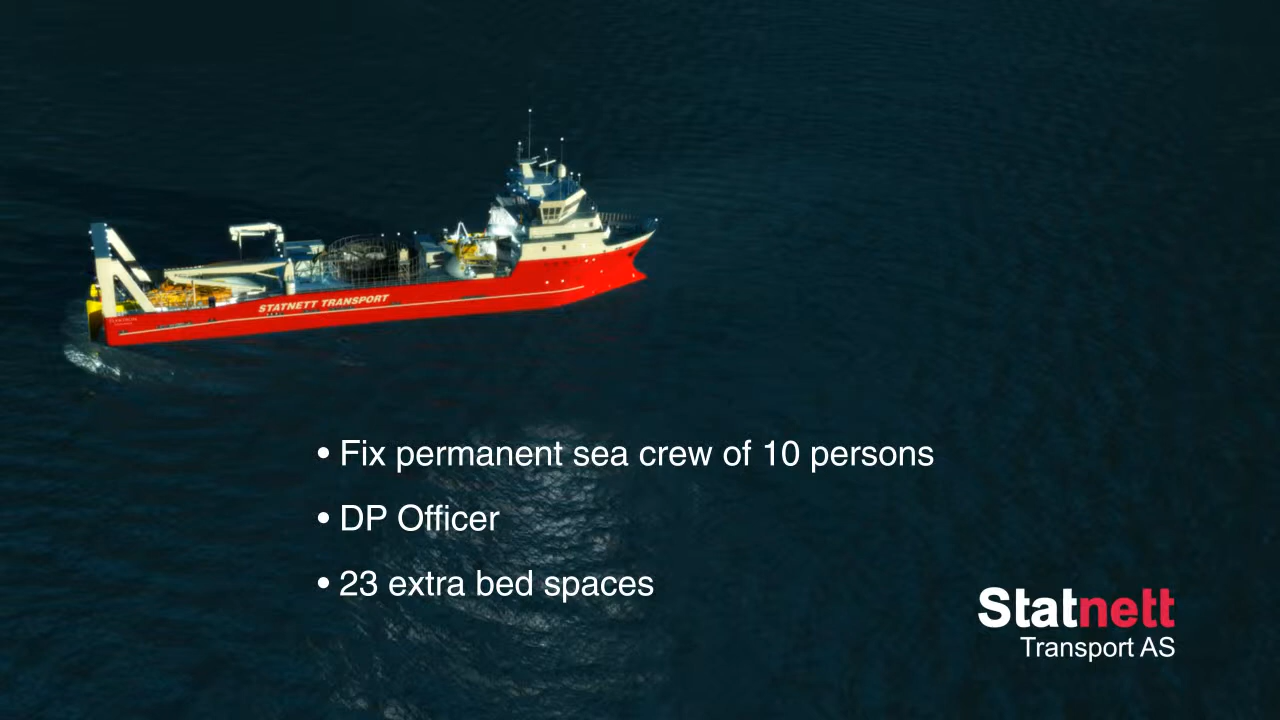 STATNETT TRANSPORT
• Fix permanent sea crew of 10 persons
• DP Officer
• 23 extra bed spaces
Statnett
Transport AS